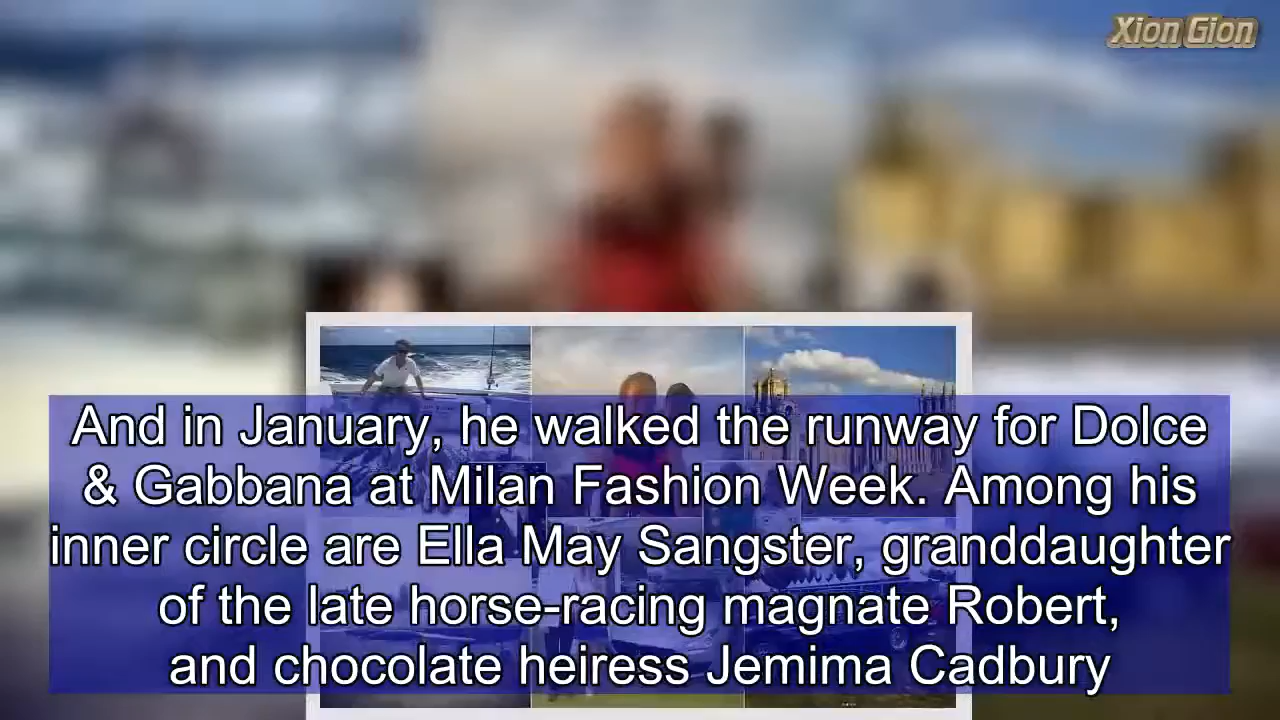 Xion Gion
And in January, he walked the runway for Dolce
& Gabbana at Milan Fashion Week. Among his
inner circle are Ella May Sangster, granddaughter
of the late horse-racing magnate Robert,
and chocolate heiress Jemima Cadbury